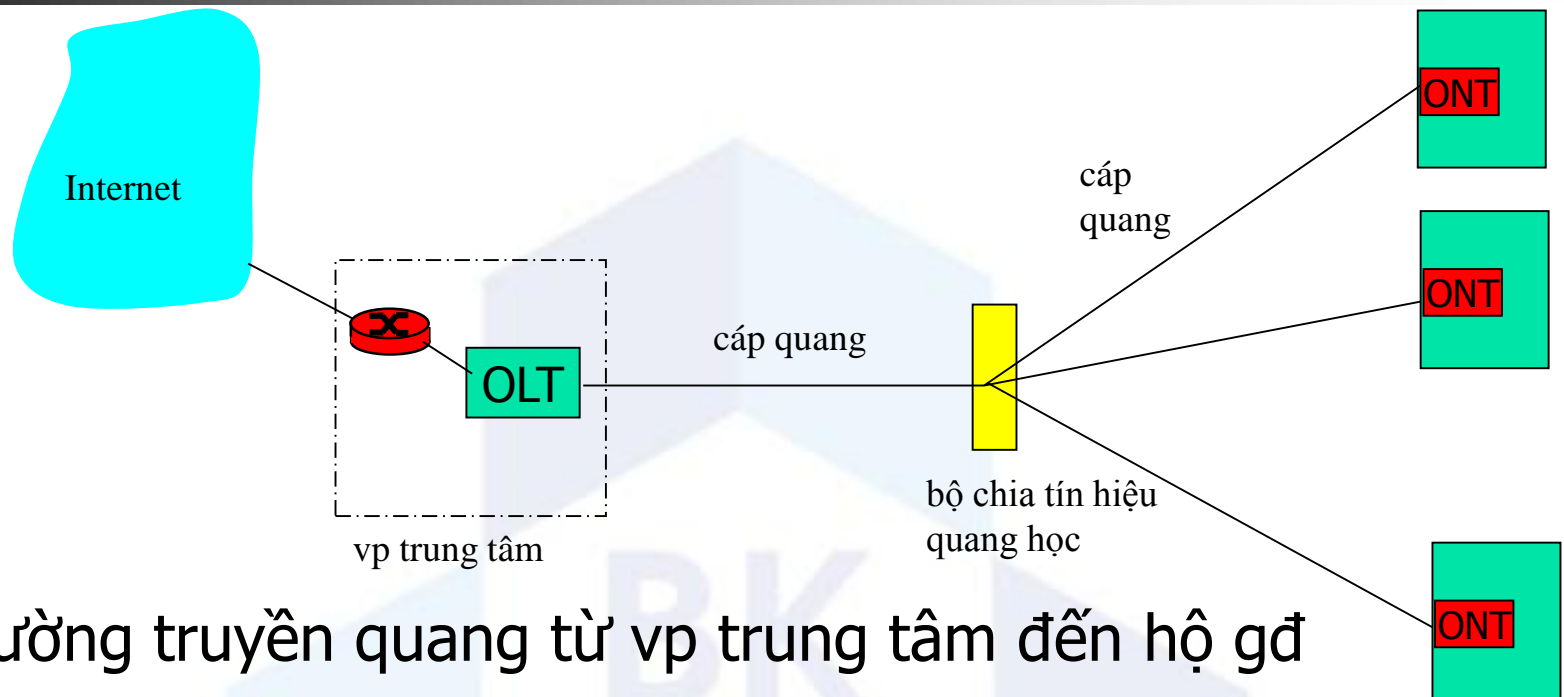 Internet
OLT
vp trung tâm
cáp quang
bộ chia tín hiệu
quang học
cáp
quang
ONT
ONT
ONT
BK
truyền quang từ vp trung tâm đến hộ gđ